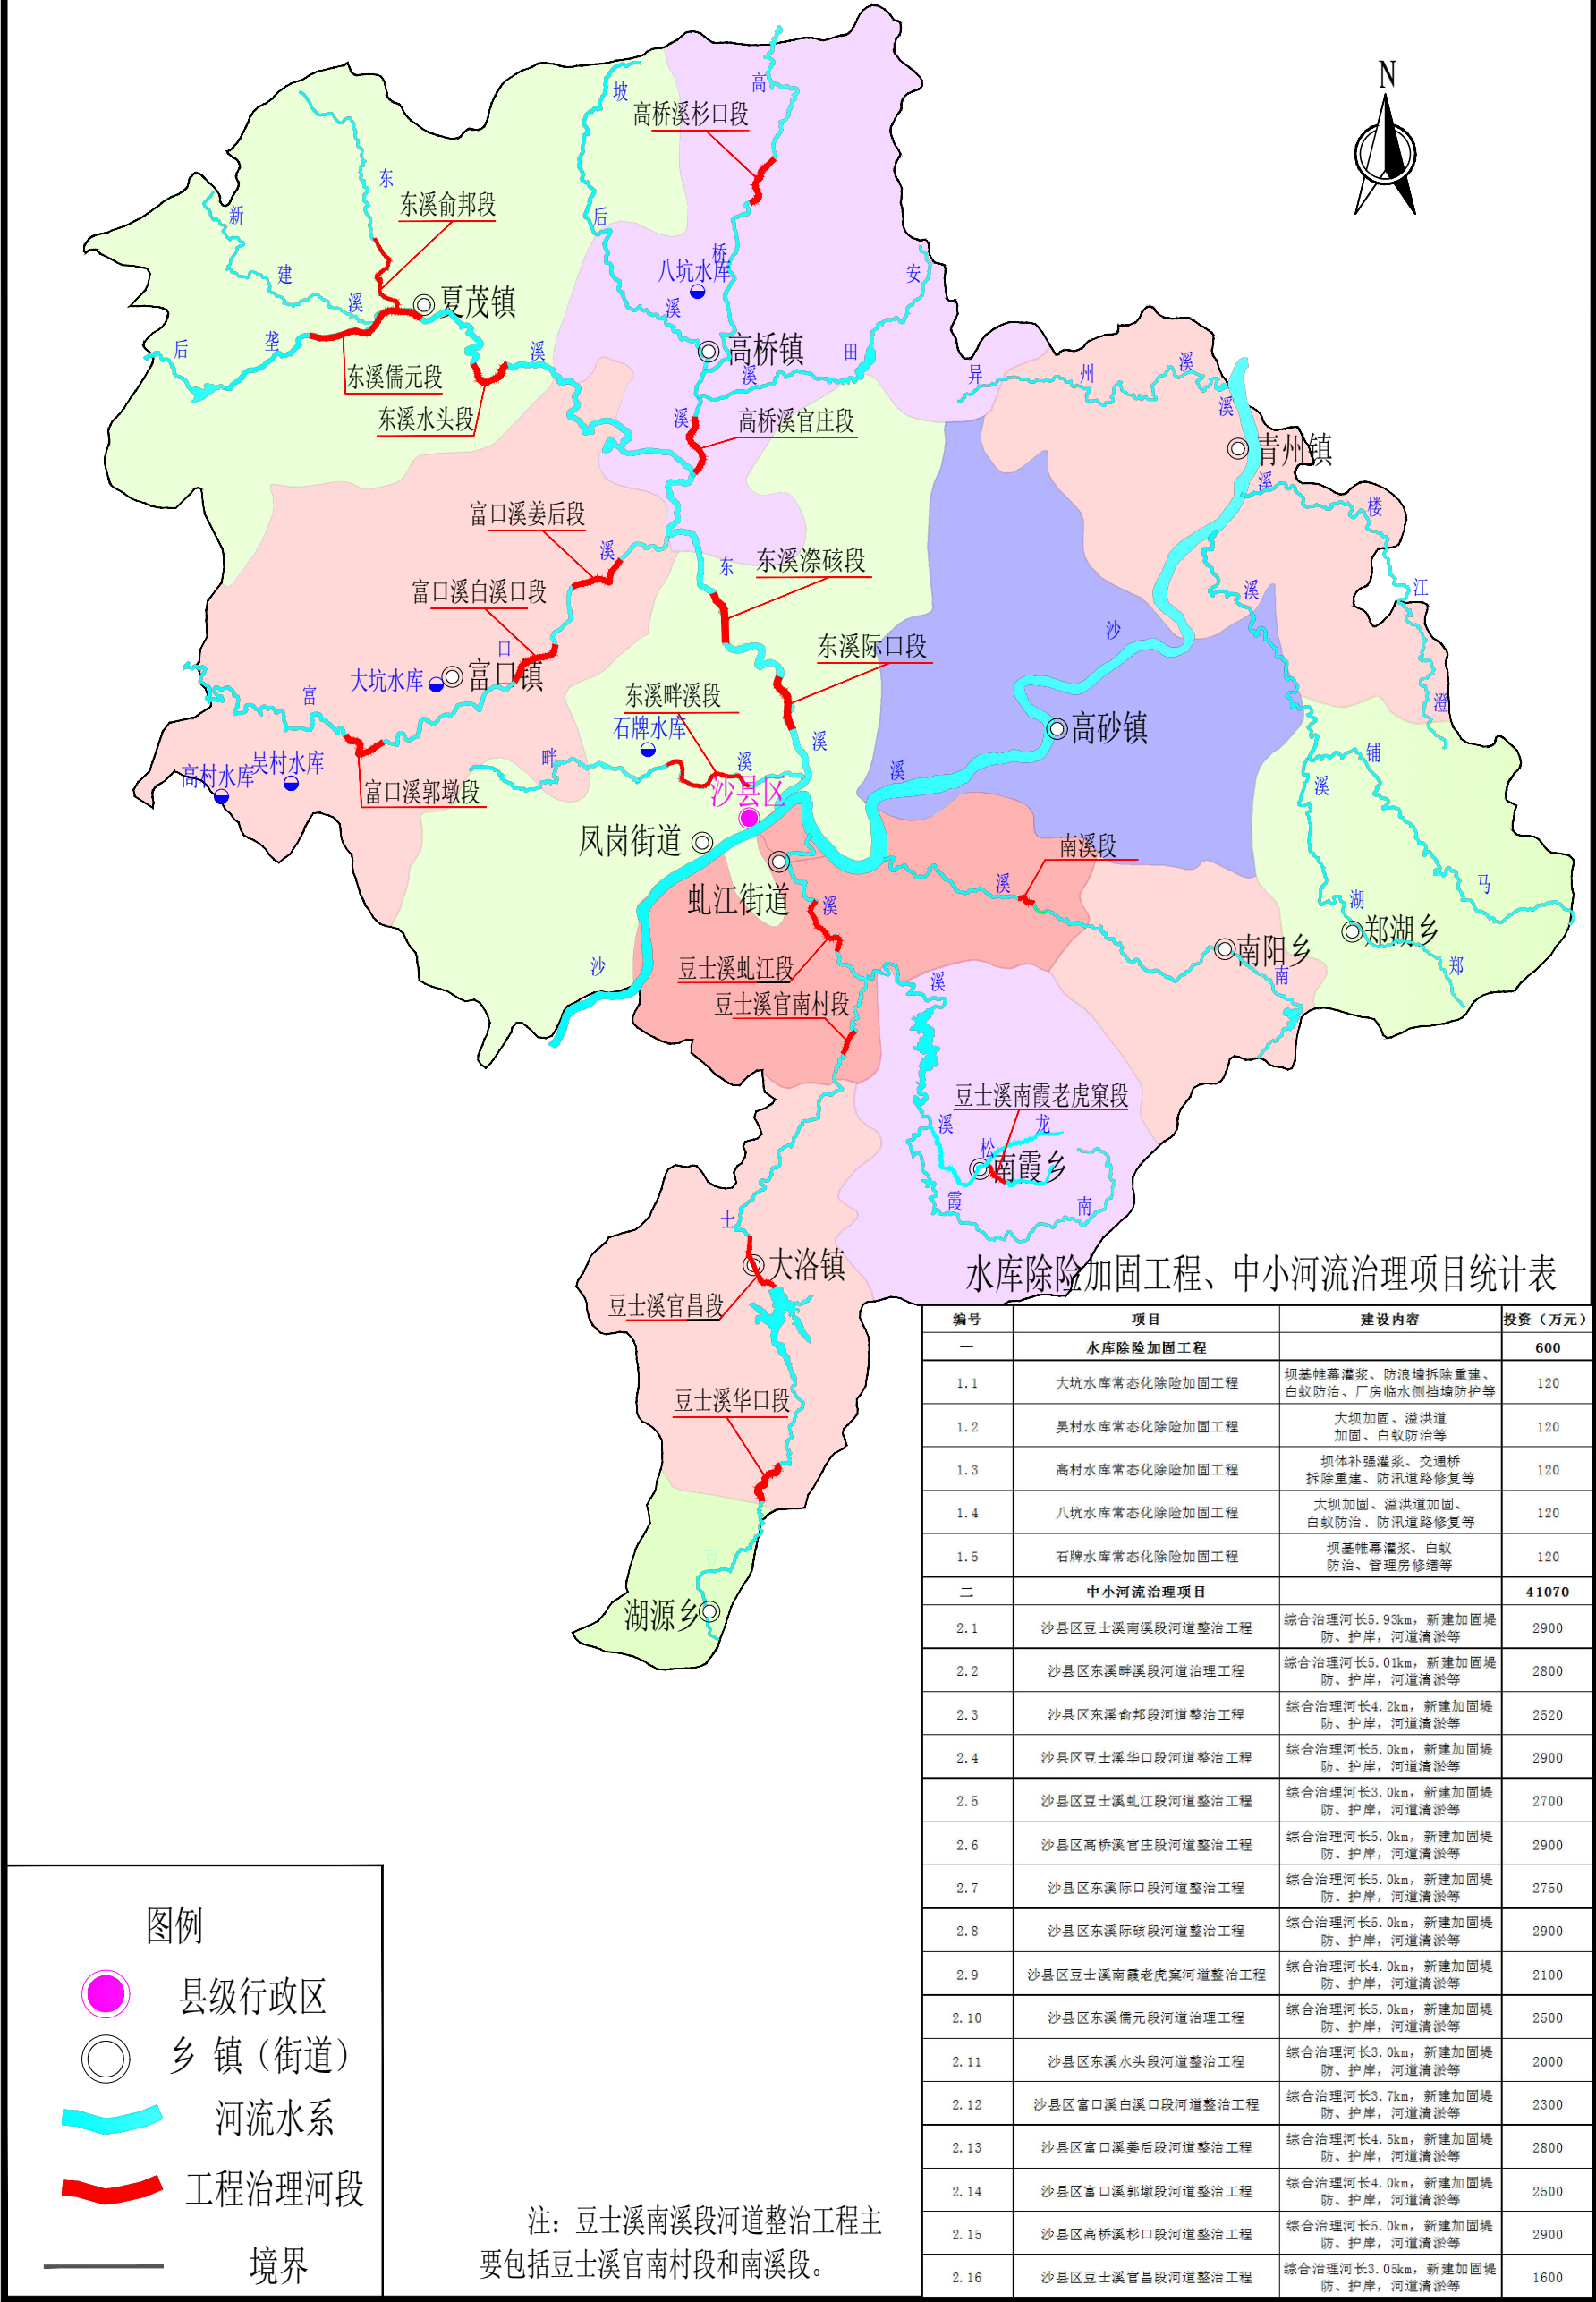 N
坡
高
高桥溪杉口段
东
东溪俞邦段
新
后
桥
建
八坑水库
安
溪
夏茂镇
溪
后
垄
溪
高桥镇
田
溪
异
州
溪
东溪儒元段
东溪水头段
溪
高桥溪官庄段
溪
青州镇
溪
楼
富口溪姜后段
溪
东
东溪漈硋段
富口溪白溪口段
溪
江
口
沙
东溪际口段
大坑水库
富口镇
富
东溪畔溪段
澄
石牌水库
高砂镇
溪
畔
溪
铺
吴村水库
高村水库
沙县区
溪
溪
富口溪郭墩段
凤岗街道
南溪段
虬江街道
溪
溪
马
湖
郑湖乡
南阳乡
沙
豆士溪虬江段
溪
南
郑
豆士溪官南村段
豆士溪南霞老虎窠段
溪
龙
松
南霞乡
霞
南
士
大洛镇
豆士溪官昌段
豆士溪华口段
豆
湖源乡
水库除险加固工程、中小河流治理项目统计表
编号 项目 建设内容 投资（万元）
一 水库除险加固工程 600
1.1 大坑水库常态化除险加固工程 坝基帷幕灌浆、防浪墙拆除重建、
白蚁防治、厂房临水侧挡墙防护等 120
1.2 吴村水库常态化除险加固工程 大坝加固、溢洪道
加固、白蚁防治等 120
1.3 高村水库常态化除险加固工程 坝体补强灌浆、交通桥
拆除重建、防汛道路修复等 120
1.4 八坑水库常态化除险加固工程 大坝加固、溢洪道加固、
白蚁防治、防汛道路修复等 120
1.5 石牌水库常态化除险加固工程 坝基帷幕灌浆、白蚁
防治、管理房修缮等 120
二 中小河流治理项目 41070
2.1 沙县区豆士溪南溪段河道整治工程 综合治理河长5.93km，新建加固堤
防、护岸，河道清淤等 2900
2.2 沙县区东溪畔溪段河道治理工程 综合治理河长5.01km，新建加固堤
防、护岸，河道清淤等 2800
2.3 沙县区东溪俞邦段河道整治工程 综合治理河长4.2km，新建加固堤
防、护岸，河道清淤等 2520
2.4 沙县区豆士溪华口段河道整治工程 综合治理河长5.0km，新建加固堤
防、护岸，河道清淤等 2900
2.5 沙县区豆士溪虬江段河道整治工程 综合治理河长3.0km，新建加固堤
防、护岸，河道清淤等 2700
2.6 沙县区高桥溪官庄段河道整治工程 综合治理河长5.0km，新建加固堤
防、护岸，河道清淤等 2900
2.7 沙县区东溪际口段河道整治工程 综合治理河长5.0km，新建加固堤
防、护岸，河道清淤等 2750
2.8 沙县区东溪际硋段河道整治工程 综合治理河长5.0km，新建加固堤
防、护岸，河道清淤等 2900
2.9 沙县区豆士溪南霞老虎窠河道整治工程 综合治理河长4.0km，新建加固堤
防、护岸，河道清淤等 2100
2.10 沙县区东溪儒元段河道治理工程 综合治理河长5.0km，新建加固堤
防、护岸，河道清淤等 2500
2.11 沙县区东溪水头段河道整治工程 综合治理河长3.0km，新建加固堤
防、护岸，河道清淤等 2000
2.12 沙县区富口溪白溪口段河道整治工程 综合治理河长3.7km，新建加固堤
防、护岸，河道清淤等 2300
2.13 沙县区富口溪姜后段河道整治工程 综合治理河长4.5km，新建加固堤
防、护岸，河道清淤等 2800
2.14 沙县区富口溪郭墩段河道整治工程 综合治理河长4.0km，新建加固堤
防、护岸，河道清淤等 2500
2.15 沙县区高桥溪杉口段河道整治工程 综合治理河长5.0km，新建加固堤
防、护岸，河道清淤等 2900
2.16 沙县区豆士溪官昌段河道整治工程 综合治理河长3.05km，新建加固堤
防、护岸，河道清淤等 1600
图例
县级行政区
乡 镇（街道）
河流水系
工程治理河段
境界
注：豆士溪南溪段河道整治工程主
要包括豆士溪官南村段和南溪段。